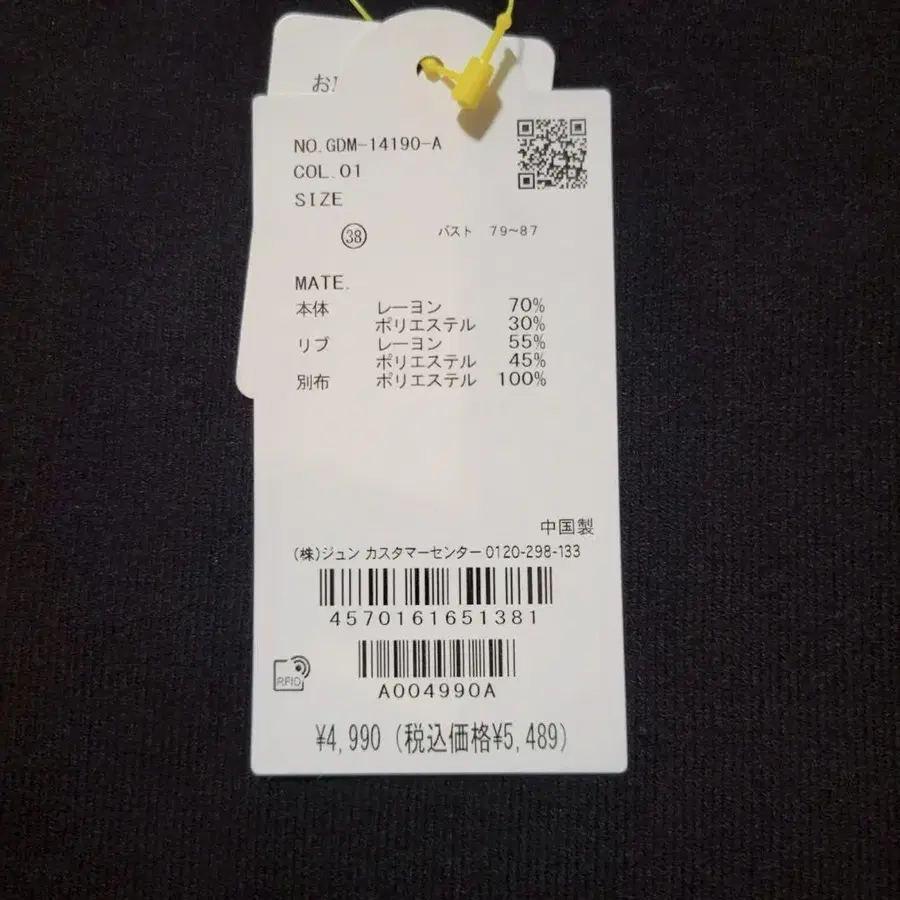 お
NO.GDM-14190-A
COL.01
SIZE
38 バスト 79~87
MATE.
本体 レーヨン 70%
ポリエステル 30%
リブ レーヨン 55%
ポリエステル 45%
別布 ポリエステル 100%
中国製
(株)ジュン カスタマーセンター 0120-298-133
4570161651381
RFID
A004990A
¥4,990 (税込価格¥5,489)